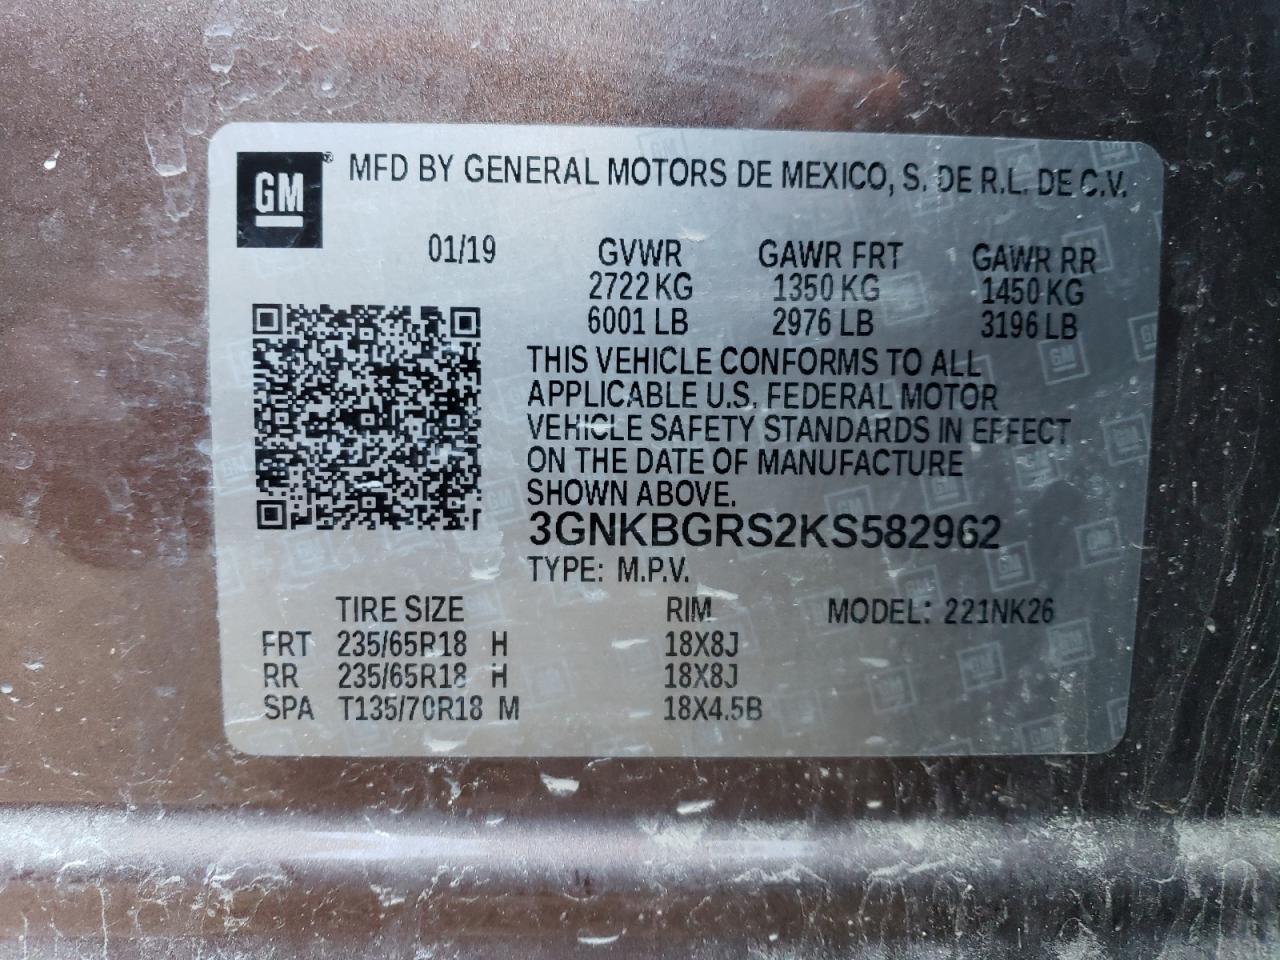 GM ® MFD BY GENERAL MOTORS DE MEXICO, S. DE R.L. DE C.V.
01/19 GVWR GAWR FRT GAWR RR
2722 KG 1350 KG 1450 KG
6001 LB 2976 LB 3196 LB
THIS VEHICLE CONFORMS TO ALL
APPLICABLE U.S. FEDERAL MOTOR
VEHICLE SAFETY STANDARDS IN EFFECT
ON THE DATE OF MANUFACTURE
SHOWN ABOVE.
3GNKBGRS2KS582962
TYPE: M.P.V.
TIRE SIZE RIM MODEL: 221NK26
FRT 235/65R18 H 18X8J
RR 235/65R18 H 18X8J
SPA T135/70R18 M 18X4.5B